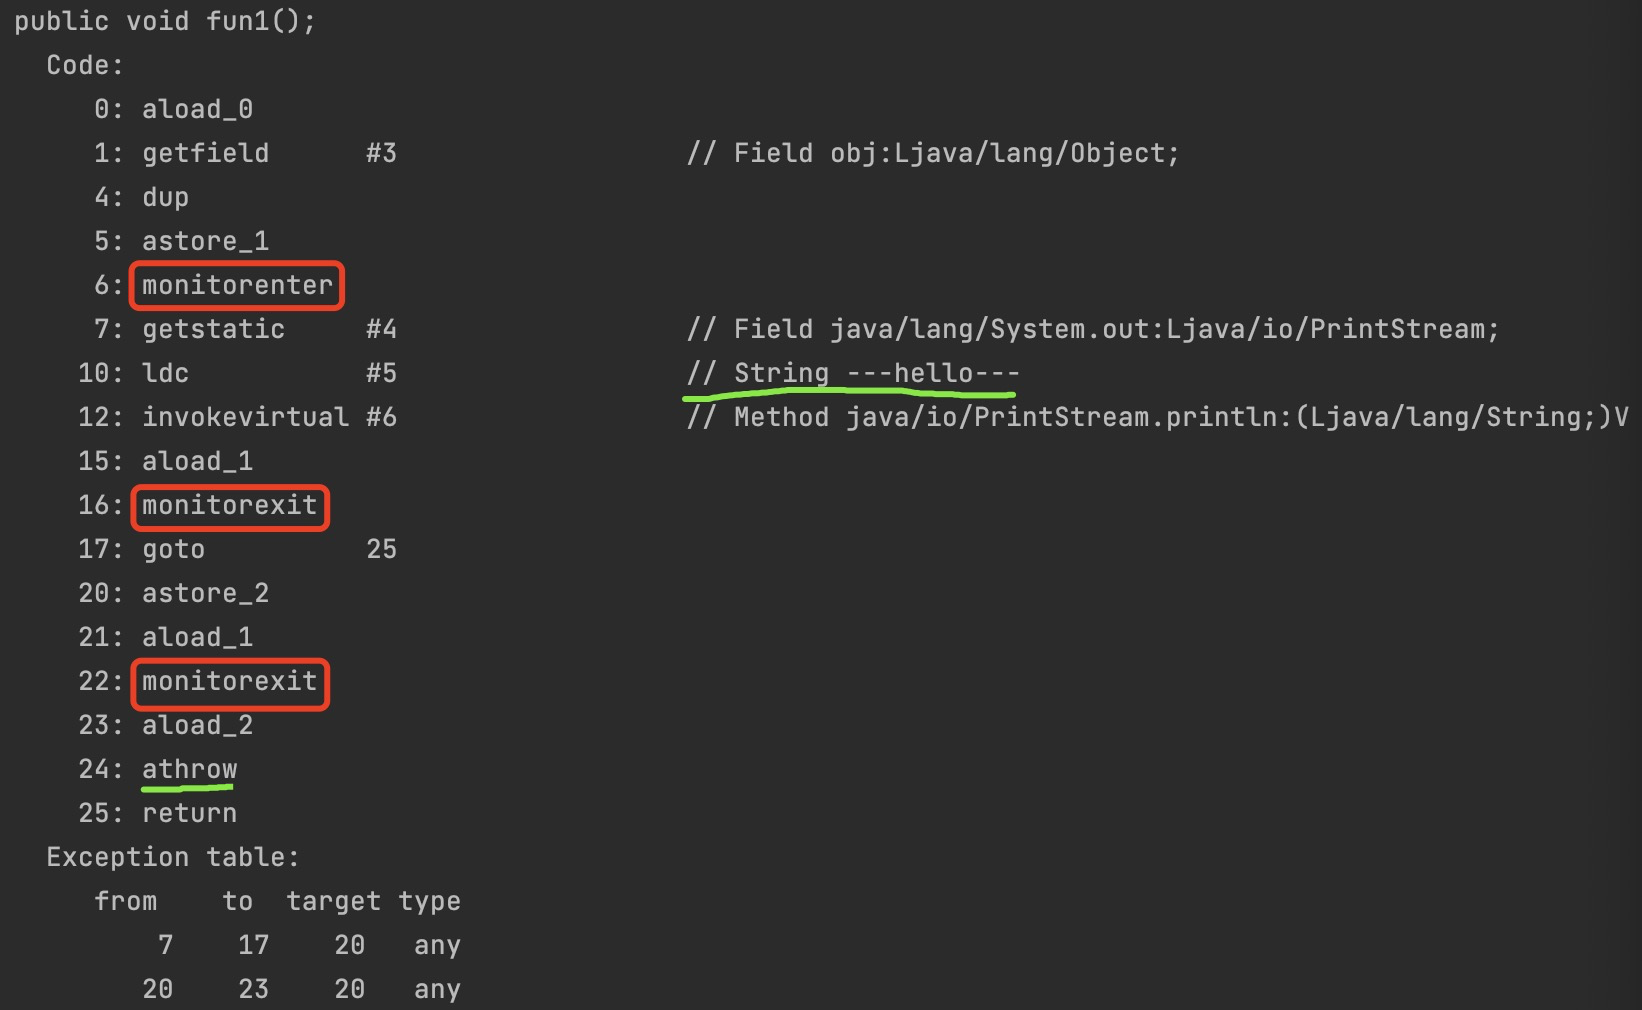 public void fun1();
Code:
0: aload_0
1: getfield #3 // Field obj:Ljava/lang/Object;
4: dup
5: astore_1
6: monitorenter
7: getstatic #4 // Field java/lang/System.out:Ljava/io/PrintStream;
10: ldc #5 // String ---hello---
12: invokevirtual #6 // Method java/io/PrintStream.println:(Ljava/lang/String;)V
15: aload_1
16: monitorexit
17: goto 25
20: astore_2
21: aload_1
22: monitorexit
23: aload_2
24: athrow
25: return
Exception table:
from to target type
7 17 20 any
20 23 20 any